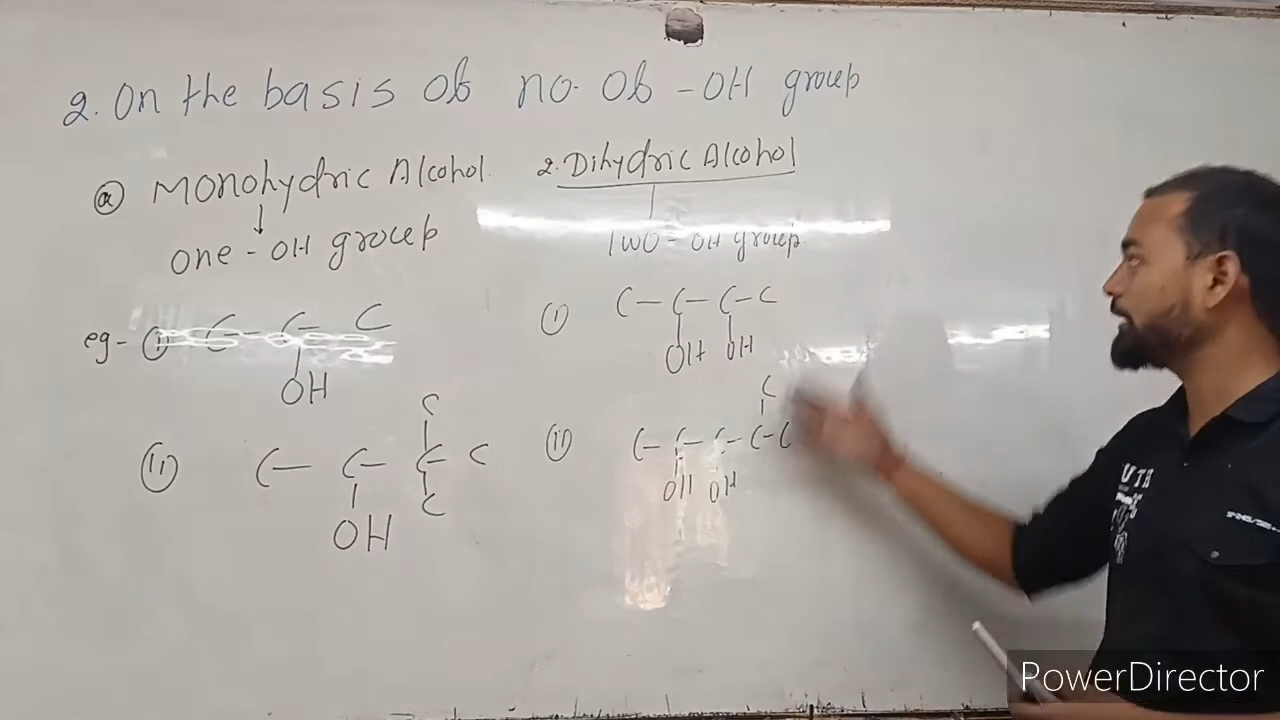 2. On the basis of no. of -OH group
(a) Monohydric Alcohol
one -OH group
eg- (i) C- C- C
OH
C
(ii) C- C- C- C
OH C
2. Dihydric Alcohol
Two -OH group
(i) C-C-C-C
OH OH
C
(ii) C-C-C-C-C
OH OH
UTH
PowerDirector